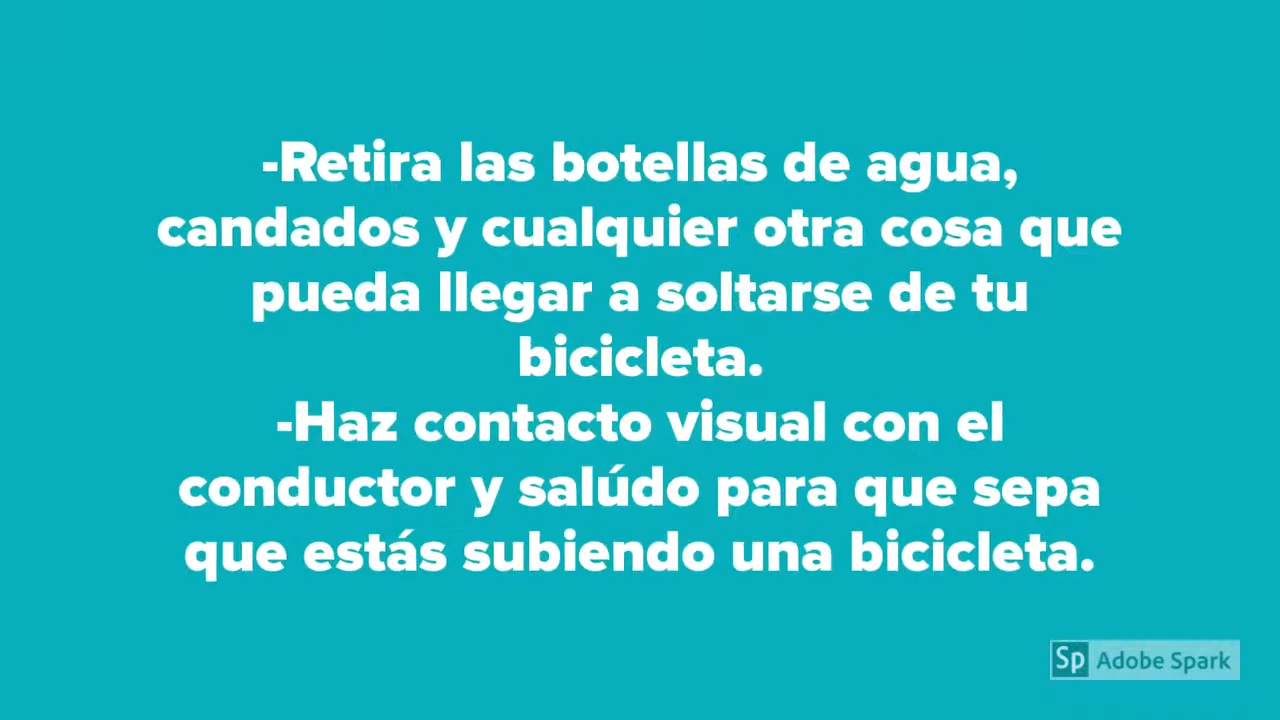 -Retira las botellas de agua,
candados y cualquier otra cosa que
pueda llegar a soltarse de tu
bicicleta.
-Haz contacto visual con el
conductor y salúdo para que sepa
que estás subiendo una bicicleta.
Sp Adobe Spark